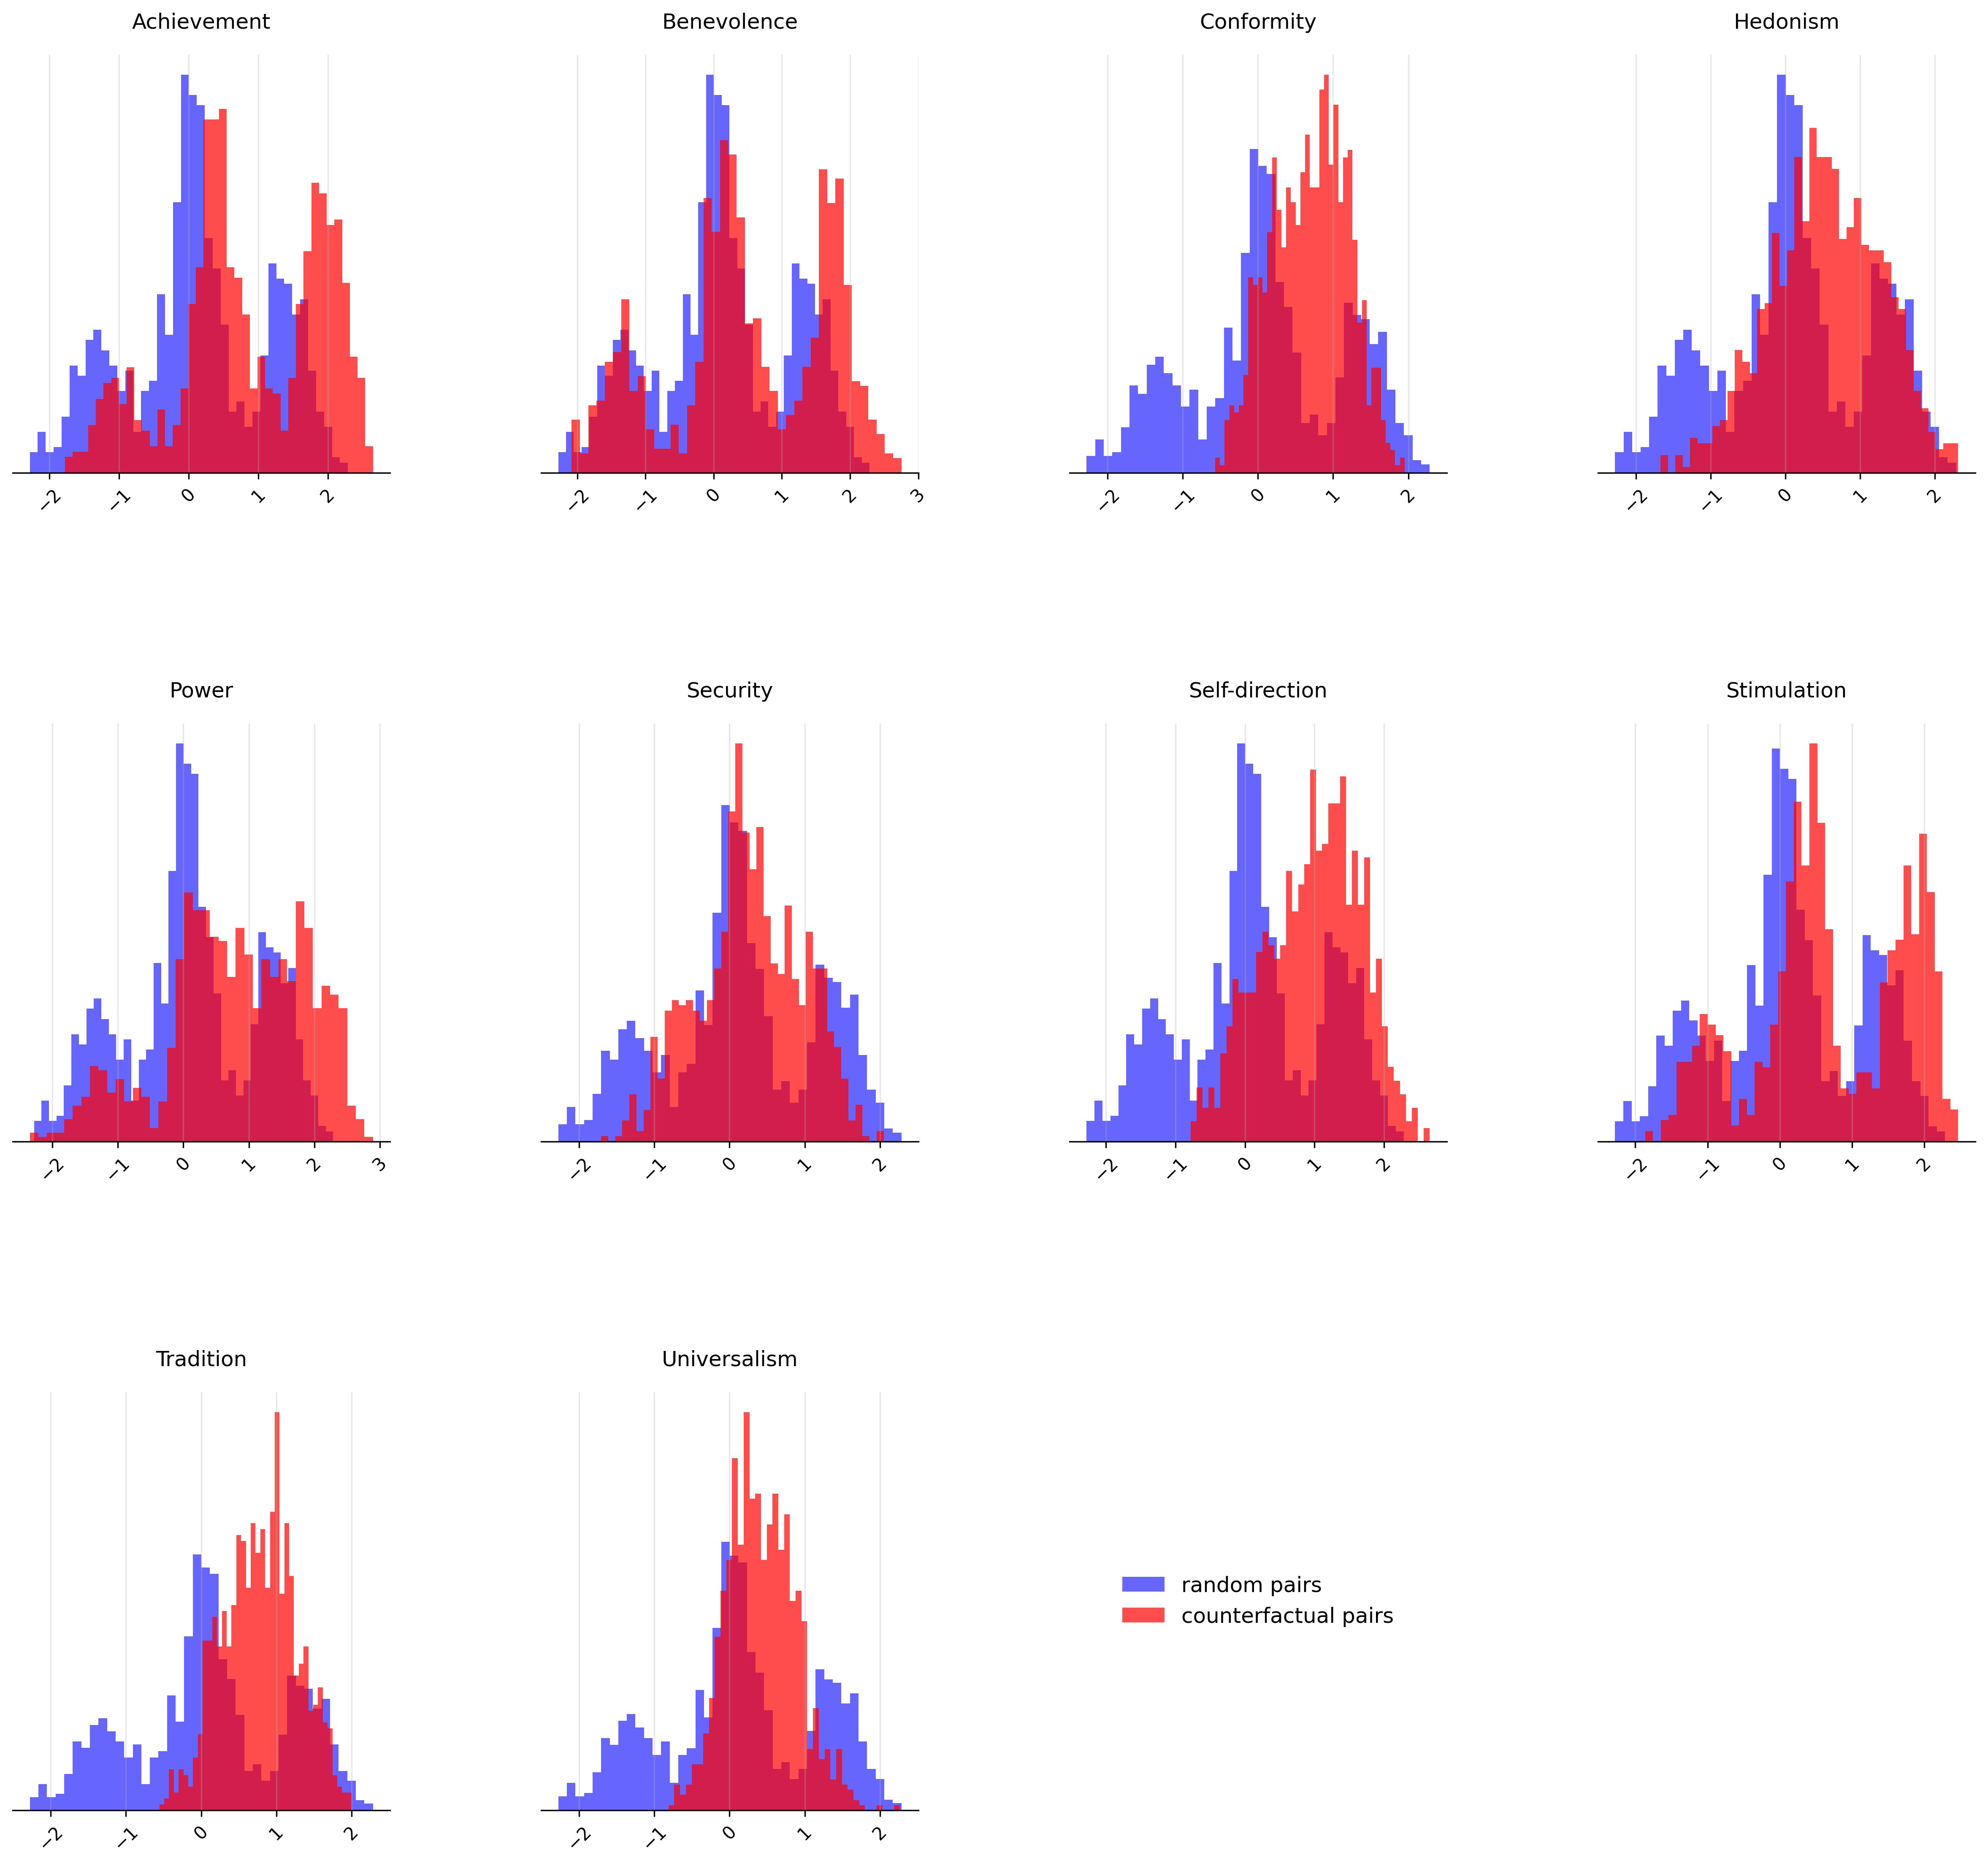 Achievement
Benevolence
Conformity
Hedonism
−2 −1 0 1 2
−2 −1 0 1 2 3
−2 −1 0 1 2
−2 −1 0 1 2
Power
Security
Self-direction
Stimulation
−2 −1 0 1 2 3
−2 −1 0 1 2
−2 −1 0 1 2
−2 −1 0 1 2
Tradition
Universalism
random pairs
counterfactual pairs
−2 −1 0 1 2
−2 −1 0 1 2